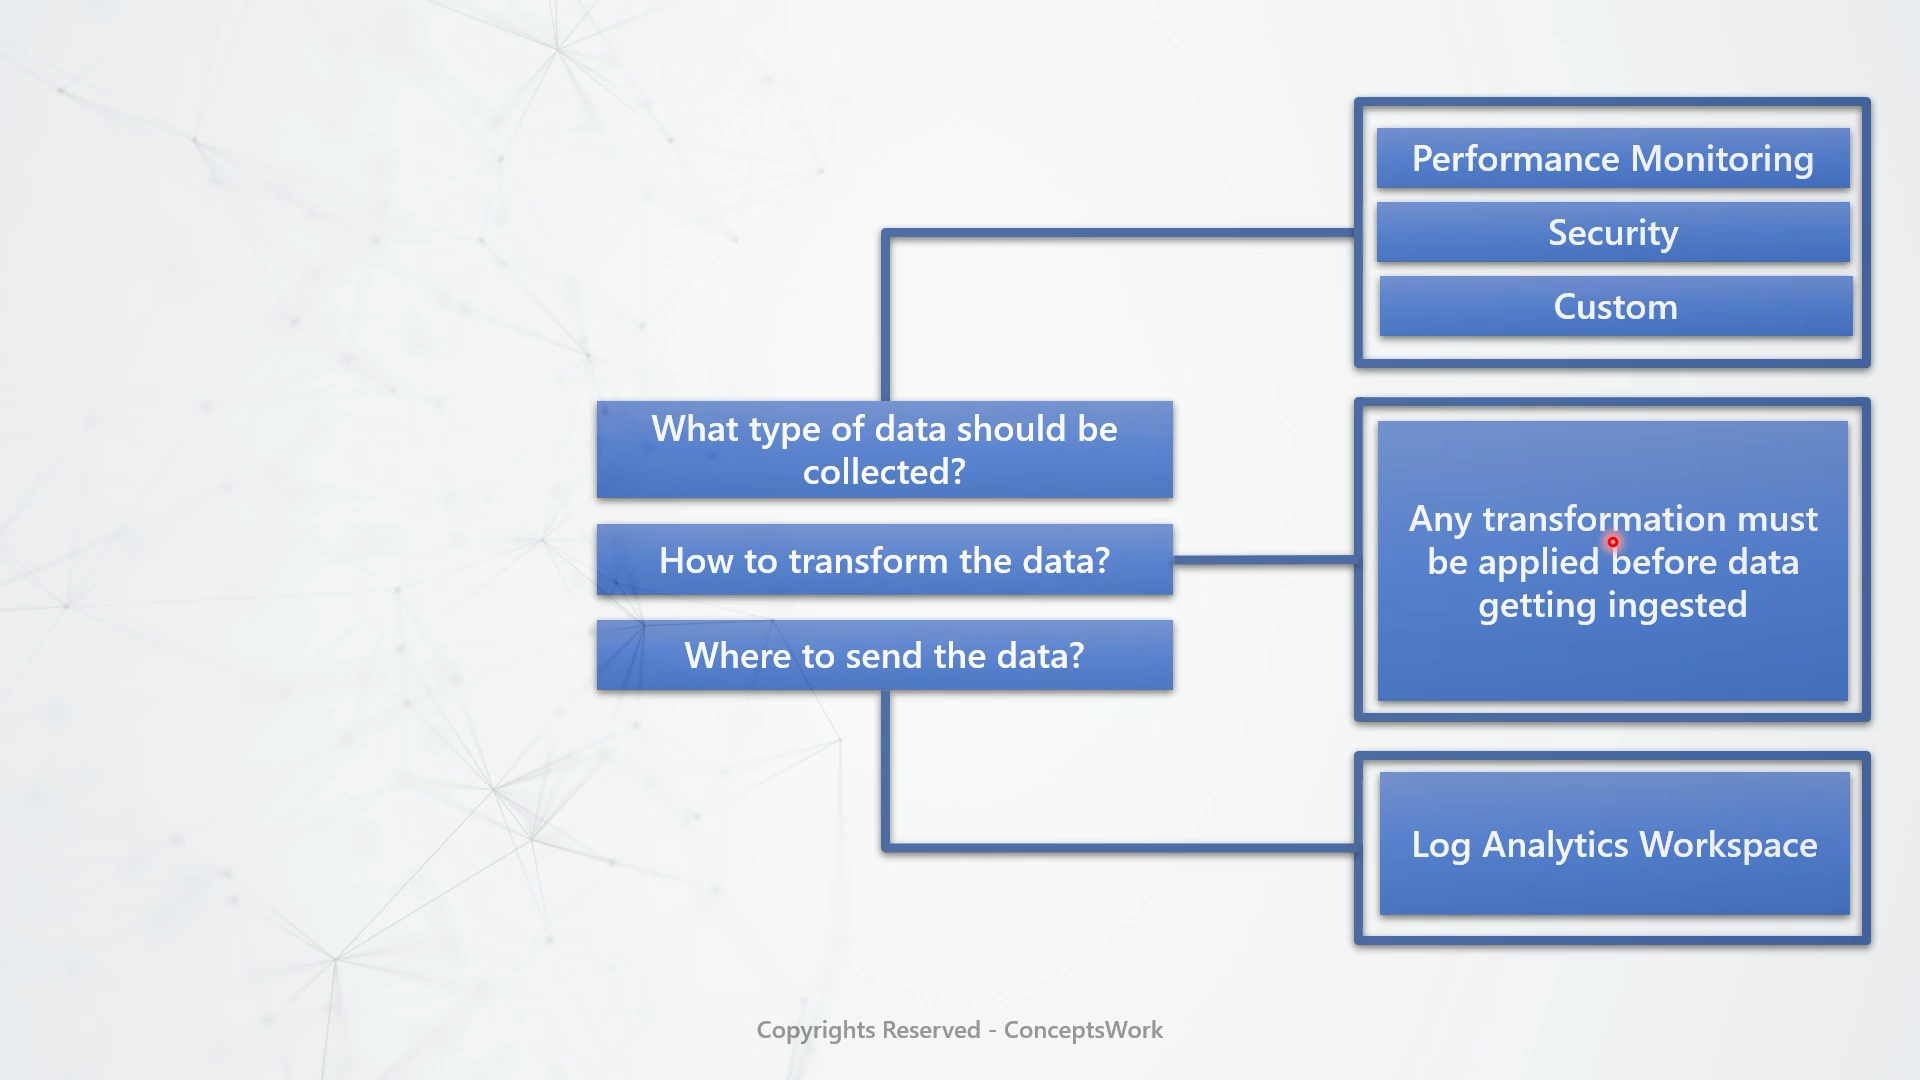 Performance Monitoring
Security
Custom
What type of data should be
collected?
How to transform the data?
Where to send the data?
Any transformation must
be applied before data
getting ingested
Log Analytics Workspace
Copyrights Reserved - ConceptsWork